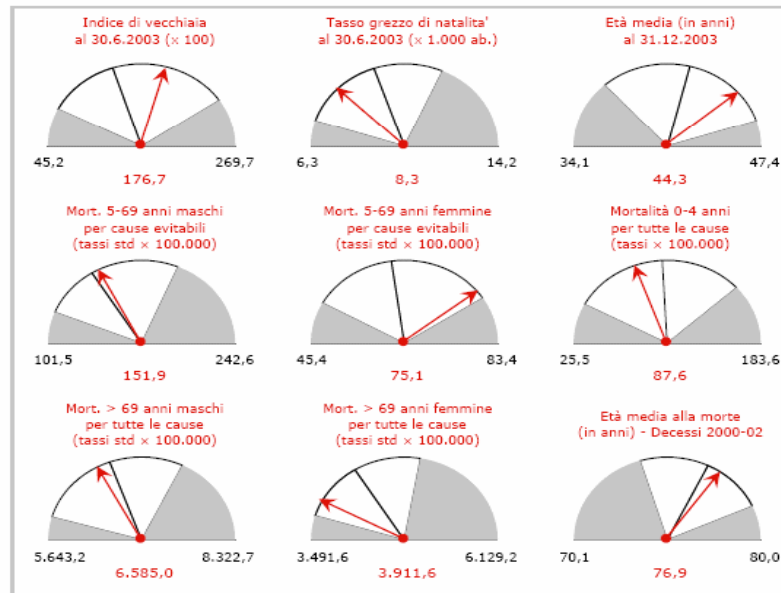 Indice di vecchiaia
al 30.6.2003 (x 100)
45,2
269,7
176,7
Tasso grezzo di natalita'
al 30.6.2003 (x 1.000 ab.)
6,3
14,2
8,3
Età media (in anni)
al 31.12.2003
34,1
47,4
44,3
Mort. 5-69 anni maschi
per cause evitabili
(tassi std × 100.000)
101,5
242,6
151,9
Mort. 5-69 anni femmine
per cause evitabili
(tassi std × 100.000)
45,4
83,4
75,1
Mortalità 0-4 anni
per tutte le cause
(tassi × 100.000)
25,5
183,6
87,6
Mort. > 69 anni maschi
per tutte le cause
(tassi std × 100.000)
5.643,2
8.322,7
6.585,0
Mort. > 69 anni femmine
per tutte le cause
(tassi std × 100.000)
3.491,6
6.129,2
3.911,6
Età media alla morte
(in anni) - Decessi 2000-02
70,1
80,0
76,9